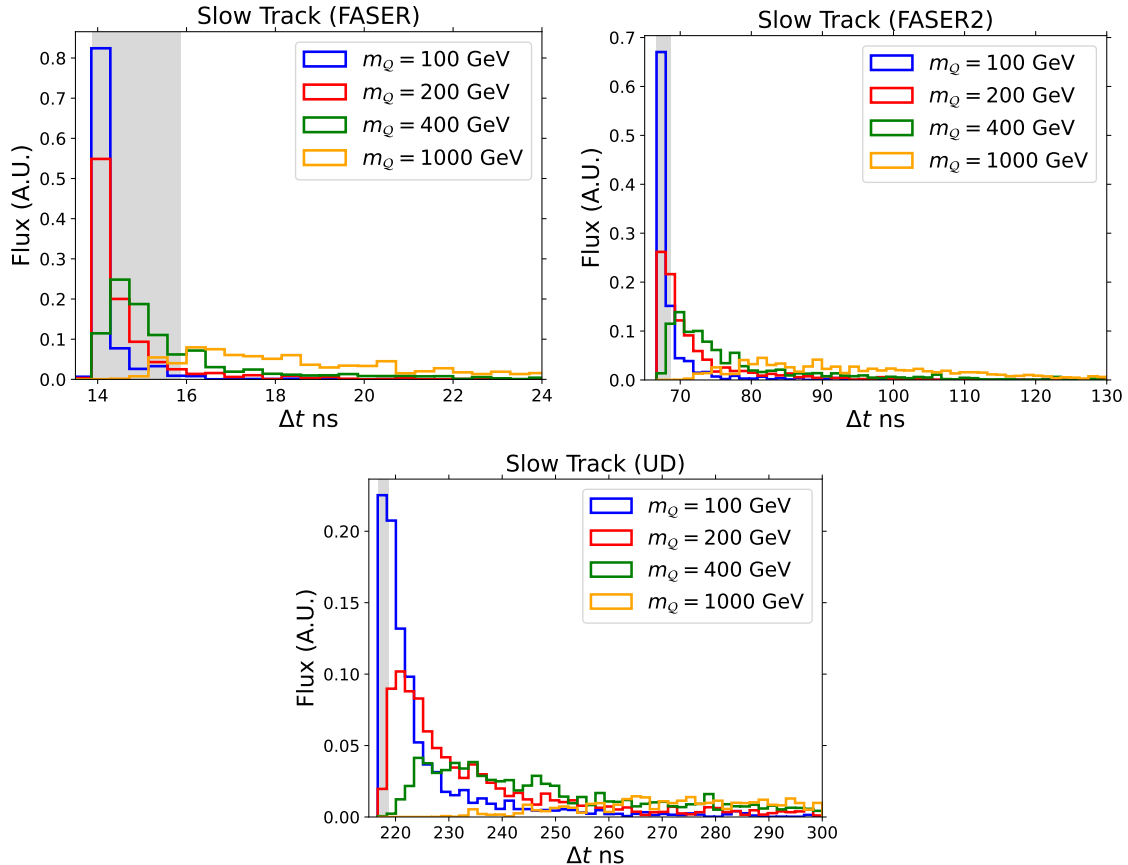 Slow Track (FASER)
Flux (A.U.)
0.8
0.7
0.6
0.5
0.4
0.3
0.2
0.1
0.0
14
16
18
20
22
24
Δt ns
m_Q = 100 GeV
m_Q = 200 GeV
m_Q = 400 GeV
m_Q = 1000 GeV
Slow Track (FASER2)
Flux (A.U.)
0.7
0.6
0.5
0.4
0.3
0.2
0.1
0.0
70
80
90
100
110
120
130
Δt ns
m_Q = 100 GeV
m_Q = 200 GeV
m_Q = 400 GeV
m_Q = 1000 GeV
Slow Track (UD)
Flux (A.U.)
0.20
0.15
0.10
0.05
0.00
220
230
240
250
260
270
280
290
300
Δt ns
m_Q = 100 GeV
m_Q = 200 GeV
m_Q = 400 GeV
m_Q = 1000 GeV